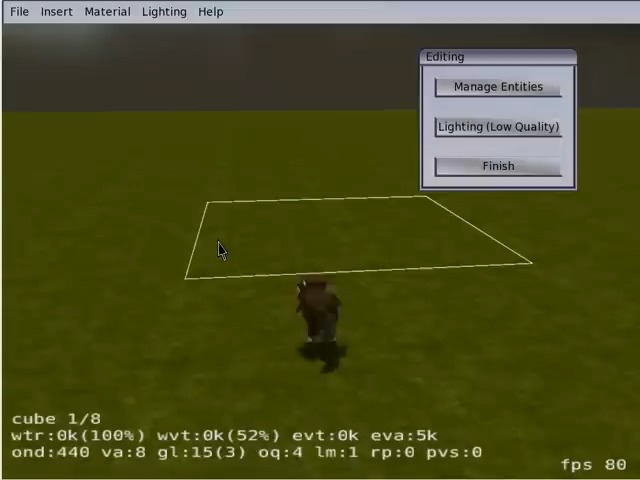 File Insert Material Lighting Help
Editing
Manage Entities
Lighting (Low Quality)
Finish
cube 1/8
wtr:0k(100%) wvt:0k(52%) evt:0k eva:5k
ond:440 va:8 gl:15(3) oq:4 lm:1 rp:0 pvs:0
fps 80